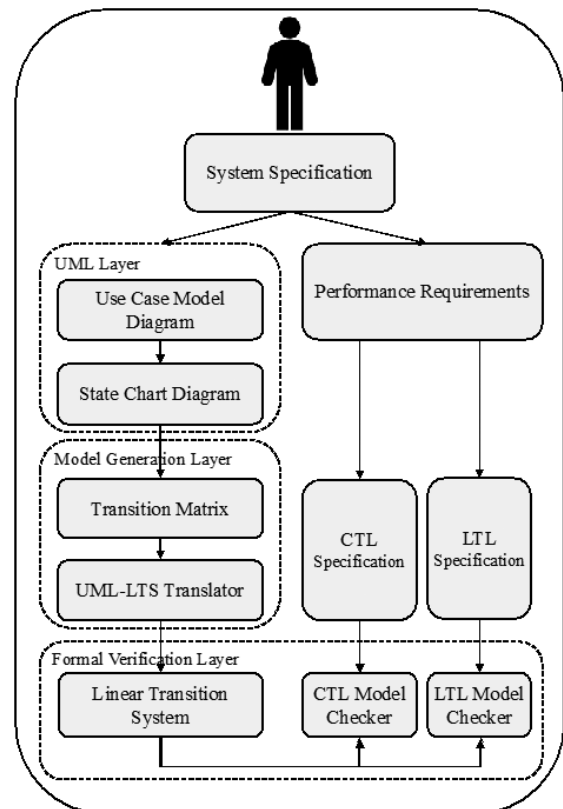 System Specification
UML Layer
Use Case Model
Diagram
State Chart Diagram
Performance Requirements
Model Generation Layer
Transition Matrix
UML-LTS Translator
CTL
Specification
LTL
Specification
Formal Verification Layer
Linear Transition
System
CTL Model
Checker
LTL Model
Checker